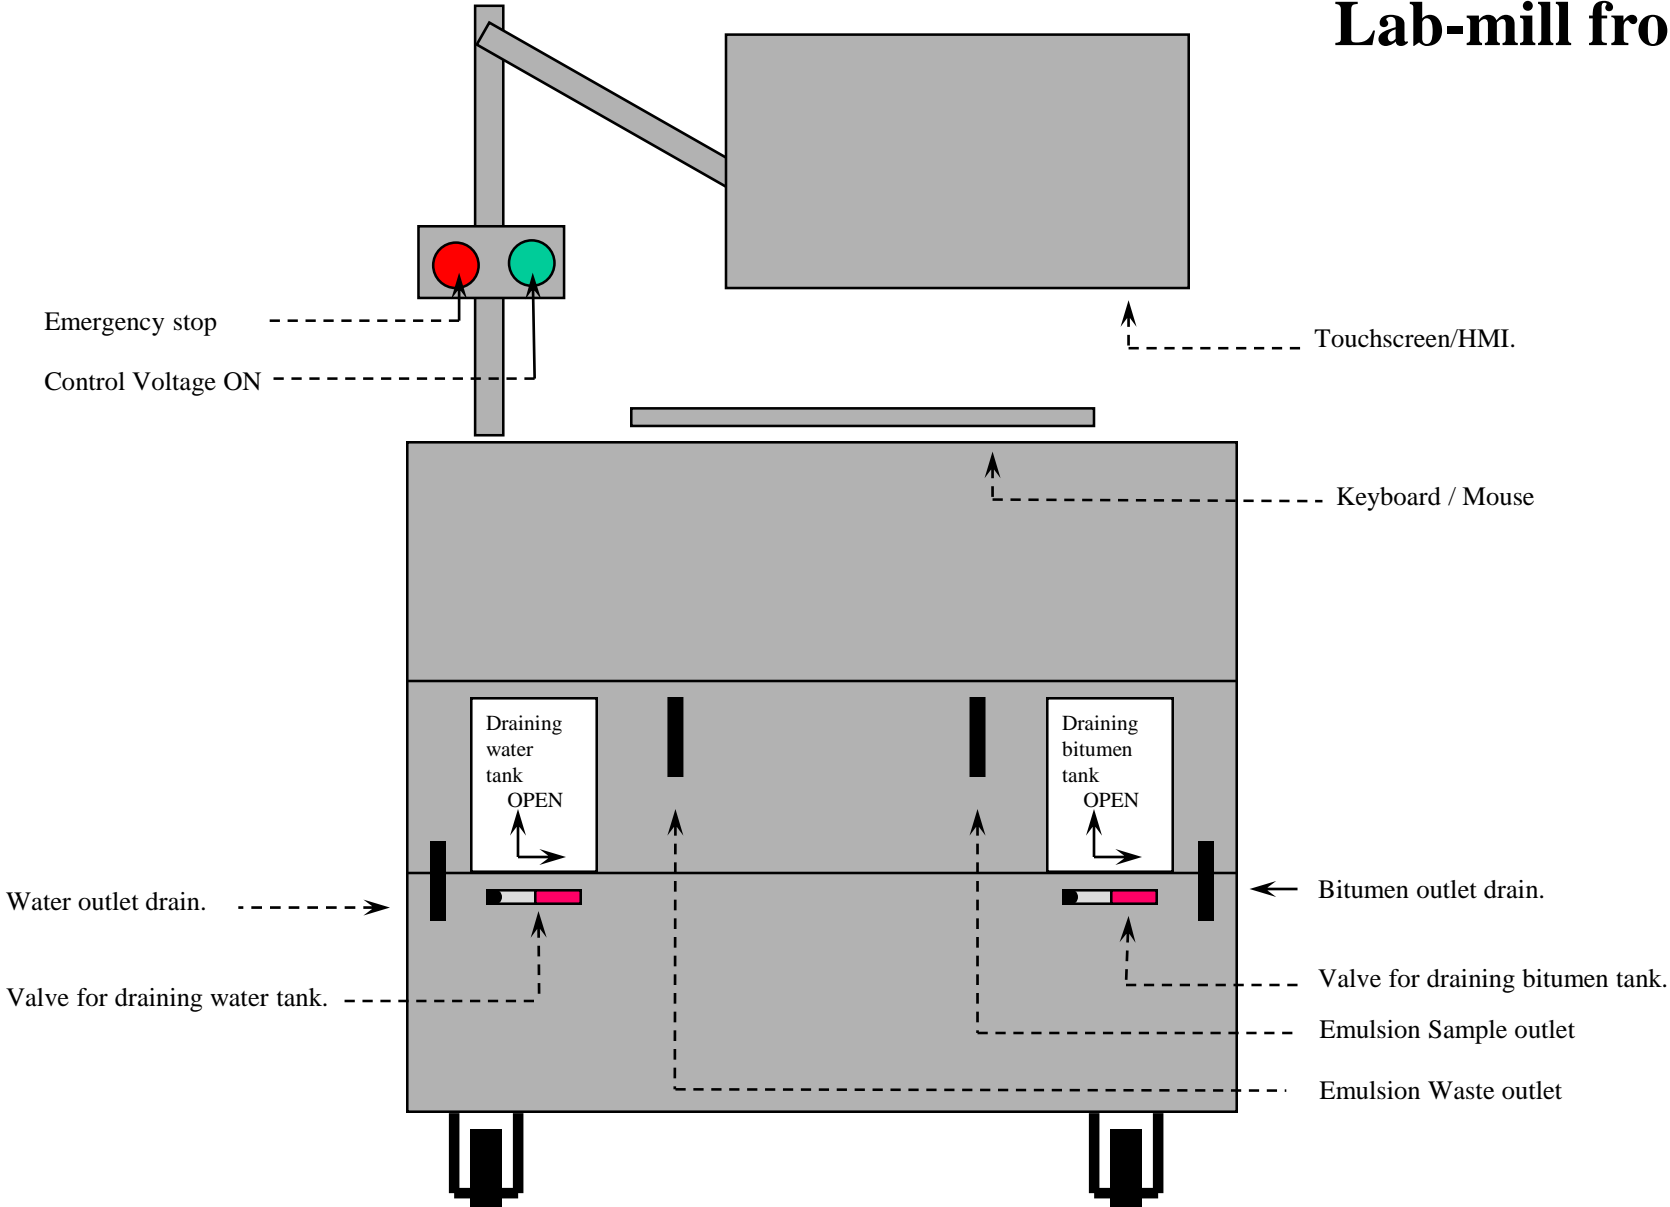 Lab-mill fro
Emergency stop
Touchscreen/HMI.
Control Voltage ON
Keyboard / Mouse
Draining
water
tank
OPEN
Draining
bitumen
tank
OPEN
Water outlet drain.
Bitumen outlet drain.
Valve for draining water tank.
Valve for draining bitumen tank.
Emulsion Sample outlet
Emulsion Waste outlet